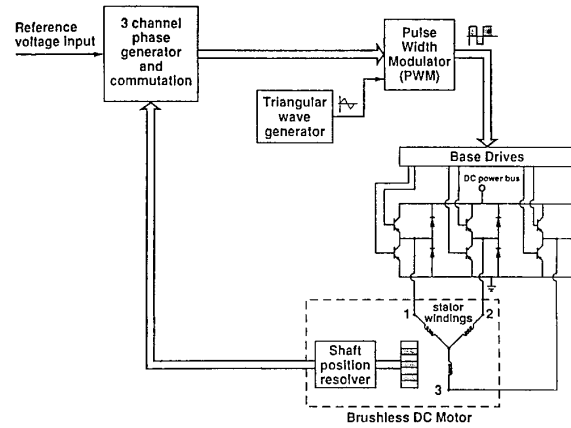 Reference
voltage input
3 channel
phase
generator
and
commutation
Pulse
Width
Modulator
(PWM)
Triangular
wave
generator
Base Drives
DC power bus
stator
windings
1
2
3
Shaft
position
resolver
Brushless DC Motor